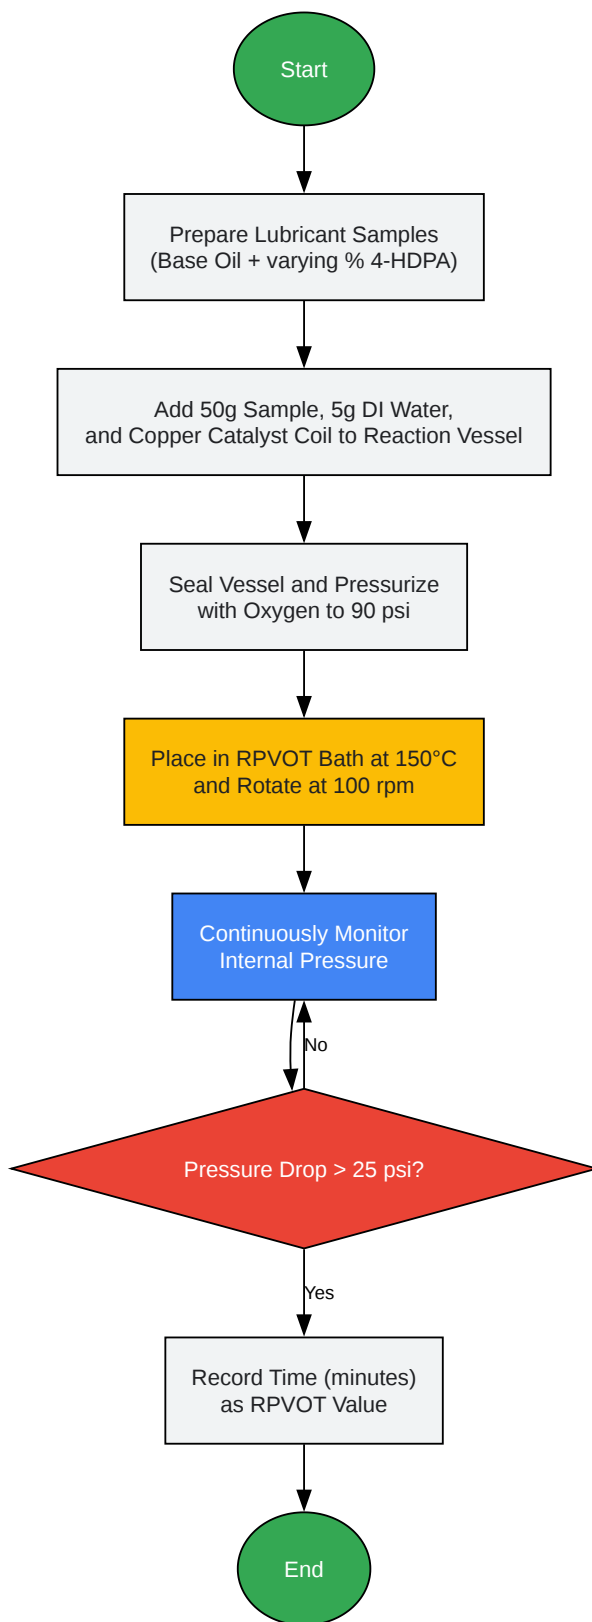 Start
Prepare Lubricant Samples
(Base Oil + varying % 4-HDPA)
Add 50g Sample, 5g DI Water,
and Copper Catalyst Coil to Reaction Vessel
Seal Vessel and Pressurize
with Oxygen to 90 psi
Place in RPVOT Bath at 150°C
and Rotate at 100 rpm
Continuously Monitor
Internal Pressure
No
Pressure Drop > 25 psi?
Yes
Record Time (minutes)
as RPVOT Value
End